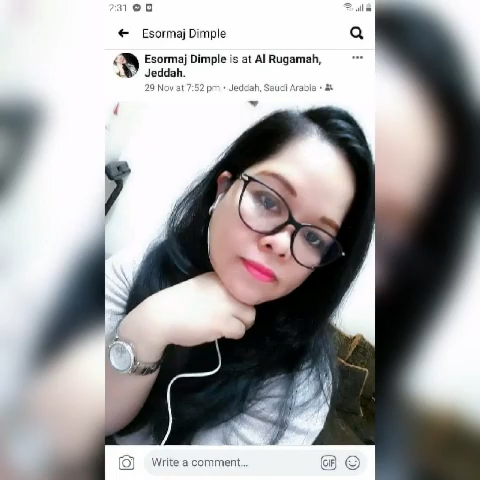 2:31
Esormaj Dimple
Esormaj Dimple is at Al Rugamah,
Jeddah.
29 Nov at 7:52 pm • Jeddah, Saudi Arabia •
Write a comment...
GIF